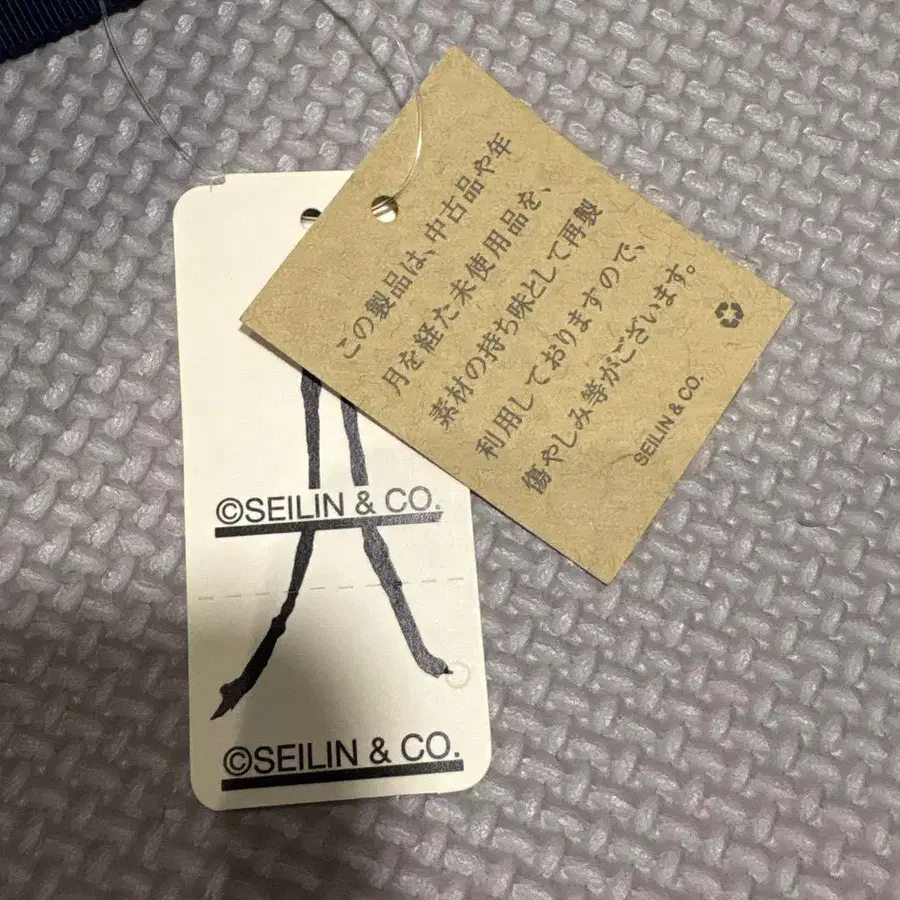 この製品は、中古品や年
月を経た未使用品を、
素材の持ち味として再製
利用しておりますので、
傷やしみ等がございます。
SEILIN & CO.
©SEILIN & CO.
©SEILIN & CO.